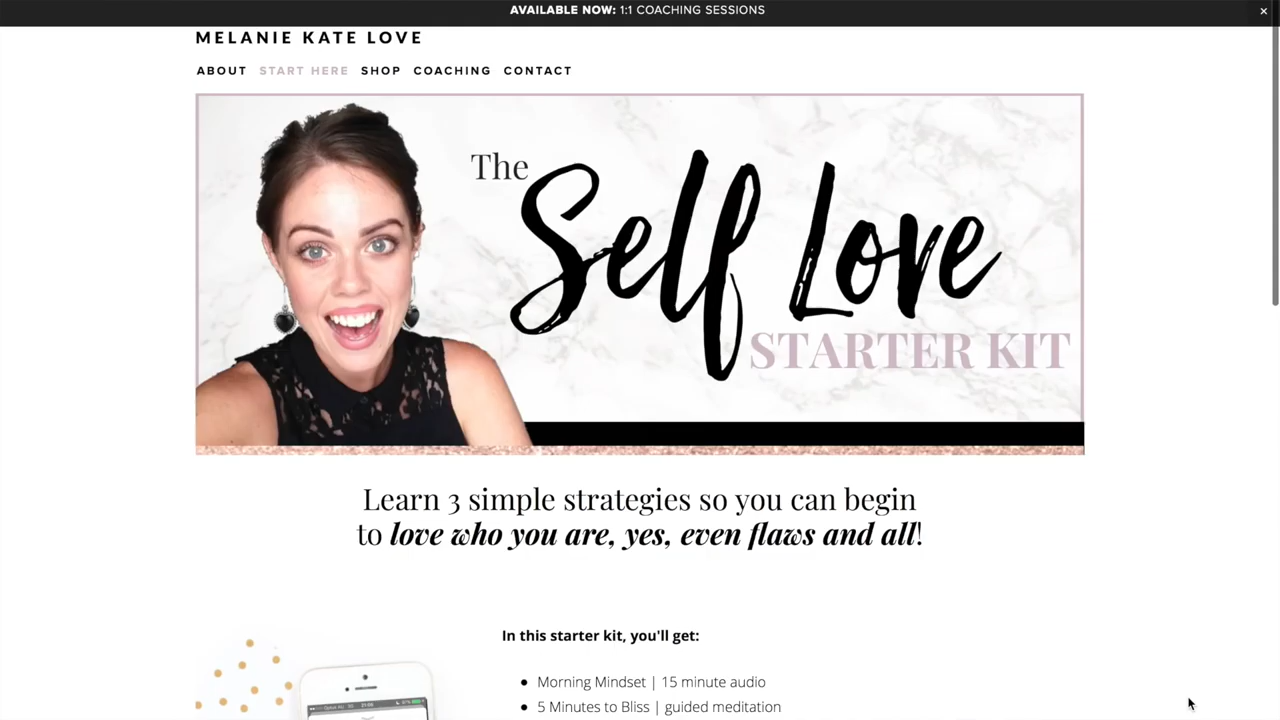 AVAILABLE NOW: 1:1 COACHING SESSIONS
MELANIE KATE LOVE
ABOUT START HERE SHOP COACHING CONTACT
The
Self Love
STARTER KIT
Learn 3 simple strategies so you can begin
to love who you are, yes, even flaws and all!
In this starter kit, you'll get:
Morning Mindset | 15 minute audio
5 Minutes to Bliss | guided meditation